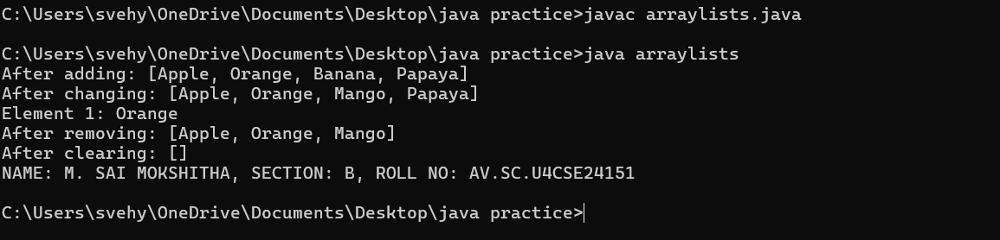 C:\Users\svehy\OneDrive\Documents\Desktop\java practice>javac arraylists.java
C:\Users\svehy\OneDrive\Documents\Desktop\java practice>java arraylists
After adding: [Apple, Orange, Banana, Papaya]
After changing: [Apple, Orange, Mango, Papaya]
Element 1: Orange
After removing: [Apple, Orange, Mango]
After clearing: []
NAME: M. SAI MOKSHITHA, SECTION: B, ROLL NO: AV.SC.U4CSE24151
C:\Users\svehy\OneDrive\Documents\Desktop\java practice>